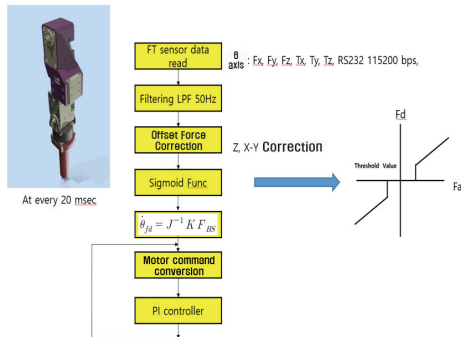 FT sensor data
read
6
axis : Fx, Fy, Fz, Tx, Ty, Tz, RS232 115200 bps,
Filtering LPF 50Hz
Offset Force
Correction
Z, X-Y Correction
Sigmoid Func
Fd
Threshold Value
Fa
At every 20 msec
θ̇_{fd} = J^{-1} K F_{BS}
Motor command
conversion
PI controller